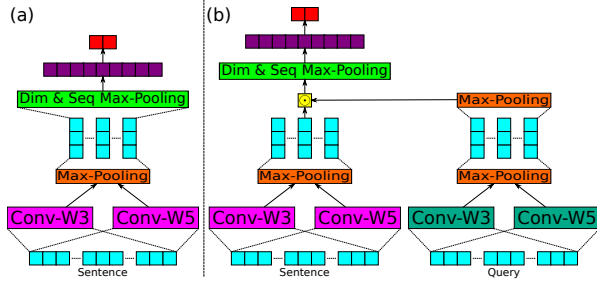 (a)
Dim & Seq Max-Pooling
Max-Pooling
Conv-W3
Conv-W5
Sentence
(b)
Dim & Seq Max-Pooling
Max-Pooling
Max-Pooling
Max-Pooling
Conv-W3
Conv-W5
Conv-W3
Conv-W5
Sentence
Query